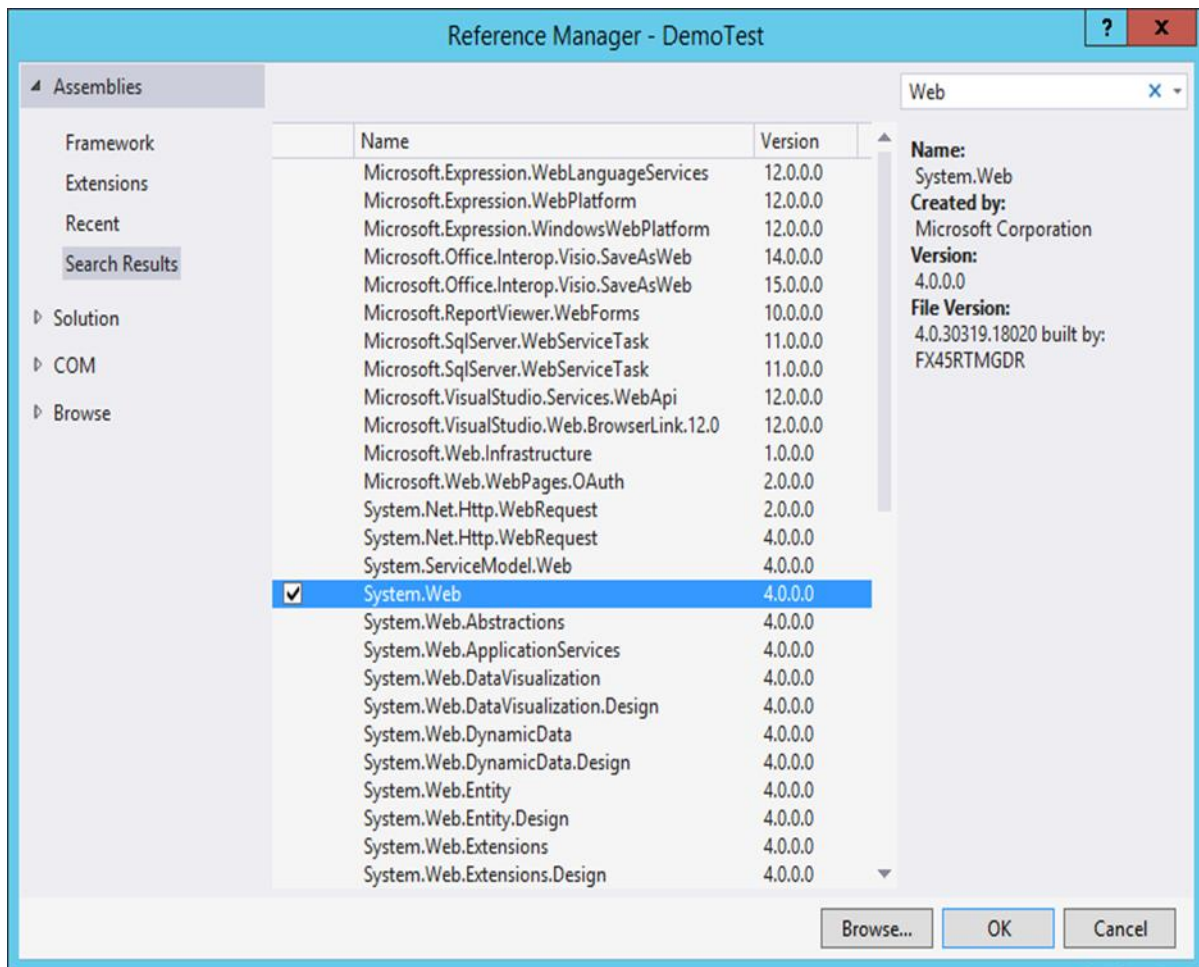 Reference Manager - DemoTest
? x
Assemblies
Framework
Extensions
Recent
Search Results
Solution
COM
Browse
Name Version
Microsoft.Expression.WebLanguageServices 12.0.0.0
Microsoft.Expression.WebPlatform 12.0.0.0
Microsoft.Expression.WindowsWebPlatform 12.0.0.0
Microsoft.Office.Interop.Visio.SaveAsWeb 14.0.0.0
Microsoft.Office.Interop.Visio.SaveAsWeb 15.0.0.0
Microsoft.ReportViewer.WebForms 10.0.0.0
Microsoft.SqlServer.WebServiceTask 11.0.0.0
Microsoft.SqlServer.WebServiceTask 11.0.0.0
Microsoft.VisualStudio.Services.WebApi 12.0.0.0
Microsoft.VisualStudio.Web.BrowserLink.12.0 12.0.0.0
Microsoft.Web.Infrastructure 1.0.0.0
Microsoft.Web.WebPages.OAuth 2.0.0.0
System.Net.Http.WebRequest 2.0.0.0
System.Net.Http.WebRequest 4.0.0.0
System.ServiceModel.Web 4.0.0.0
System.Web 4.0.0.0
System.Web.Abstractions 4.0.0.0
System.Web.ApplicationServices 4.0.0.0
System.Web.DataVisualization 4.0.0.0
System.Web.DataVisualization.Design 4.0.0.0
System.Web.DynamicData 4.0.0.0
System.Web.DynamicData.Design 4.0.0.0
System.Web.Entity 4.0.0.0
System.Web.Entity.Design 4.0.0.0
System.Web.Extensions 4.0.0.0
System.Web.Extensions.Design 4.0.0.0
Web
Name:
System.Web
Created by:
Microsoft Corporation
Version:
4.0.0.0
File Version:
4.0.30319.18020 built by:
FX45RTMGDR
Browse... OK Cancel